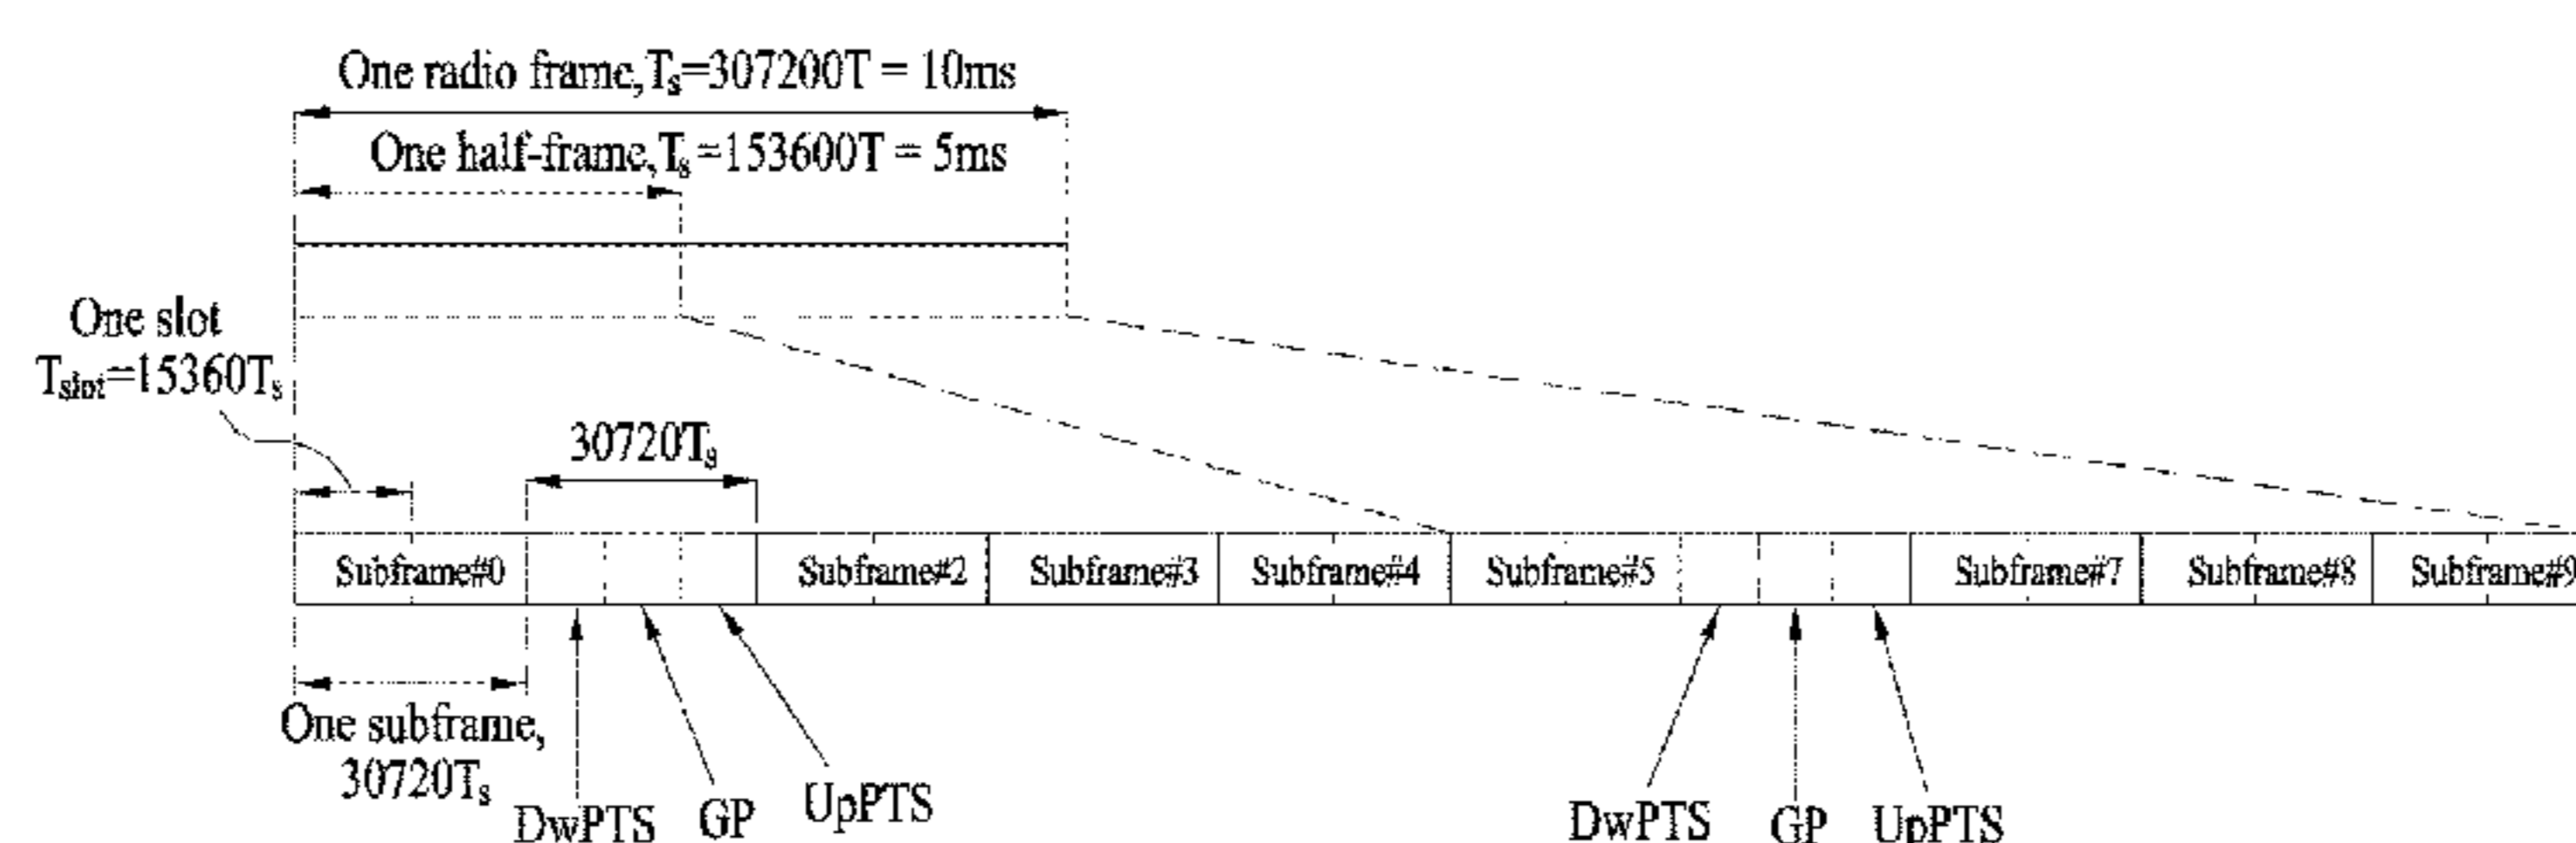 One radio frame, Ts=307200T = 10ms
One half-frame, Ts=153600T = 5ms
One slot
Tslot=15360Ts
30720Ts
Subframe#0 Subframe#2 Subframe#3 Subframe#4 Subframe#5 Subframe#7 Subframe#8 Subframe#9
One subframe,
30720Ts
DwPTS GP UpPTS DwPTS GP UpPTS